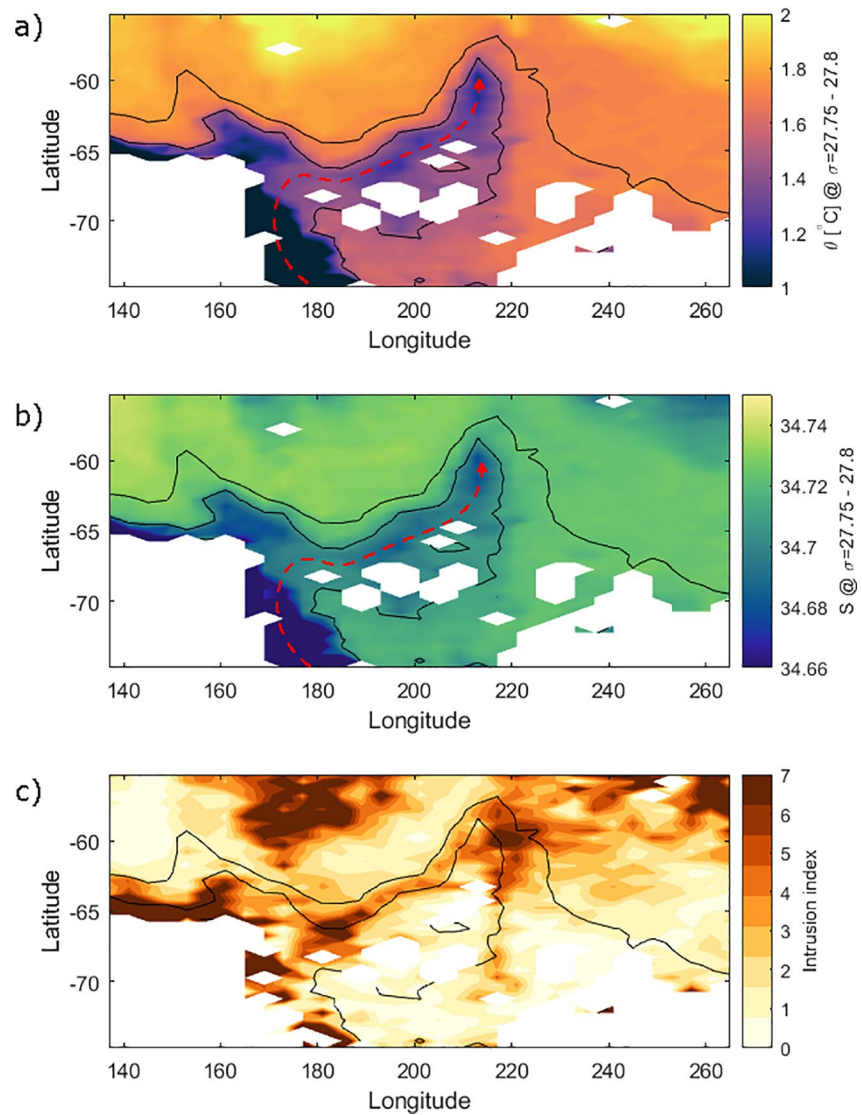 a)
Latitude
-60
-65
-70
140 160 180 200 220 240 260
Longitude
2
1.8
1.6
1.4
1.2
1
θ [°C] @ σ=27.75 - 27.8
b)
Latitude
-60
-65
-70
140 160 180 200 220 240 260
Longitude
34.74
34.72
34.7
34.68
34.66
S @ σ=27.75 - 27.8
c)
Latitude
-60
-65
-70
140 160 180 200 220 240 260
Longitude
7
6
5
4
3
2
1
0
Intrusion index